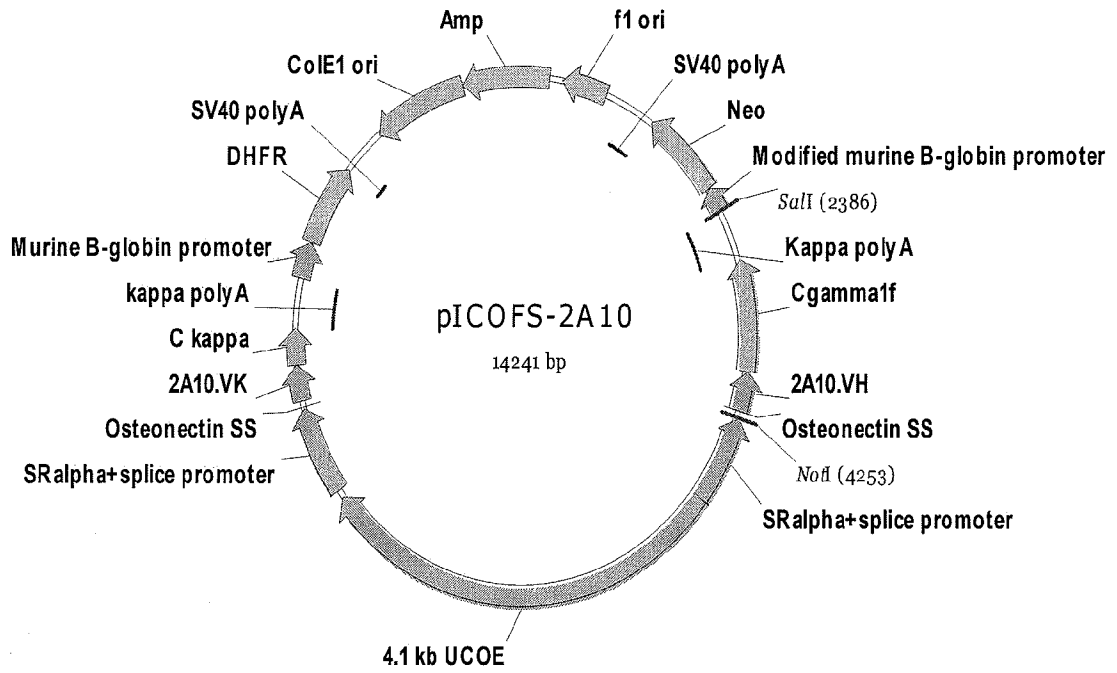 Amp
f1 ori
ColE1 ori
SV40 polyA
SV40 polyA
Neo
DHFR
Modified murine B-globin promoter
SalI (2386)
Murine B-globin promoter
Kappa polyA
kappa polyA
Cgamma1f
pICOFS-2A10
C kappa
14241 bp
2A10.VK
2A10.VH
Osteonectin SS
Osteonectin SS
SRalpha+splice promoter
NotI (4253)
SRalpha+splice promoter
4.1 kb UCOE